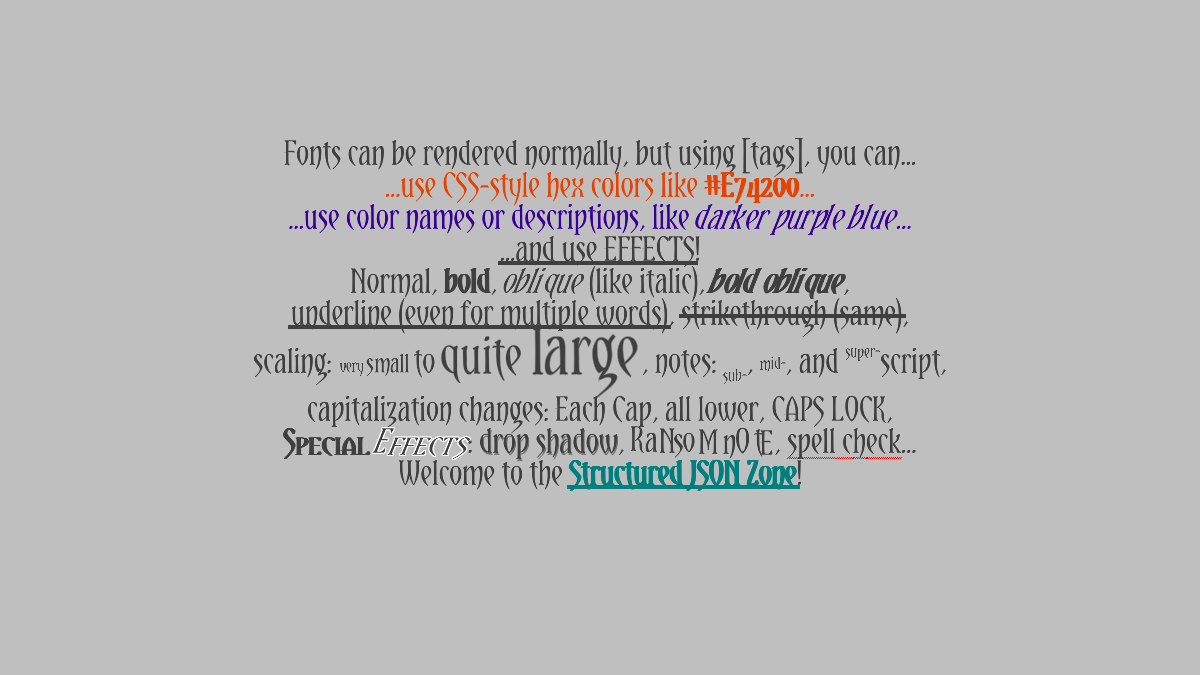 Fonts can be rendered normally, but using [tags], you can...
...use CSS-style hex colors like #E74200...
...use color names or descriptions, like darker purple blue...
...and use EFFECTS!
Normal, bold, oblique (like italic), bold oblique,
underline (even for multiple words), strikethrough (same),
scaling: very small to quite large, notes: sub-, mid-, and super-script,
capitalization changes: Each Cap, all lower, CAPS LOCK,
Special Effects: drop shadow, RaNsoM nOtE, spell check...
Welcome to the Structured JSON Zone!